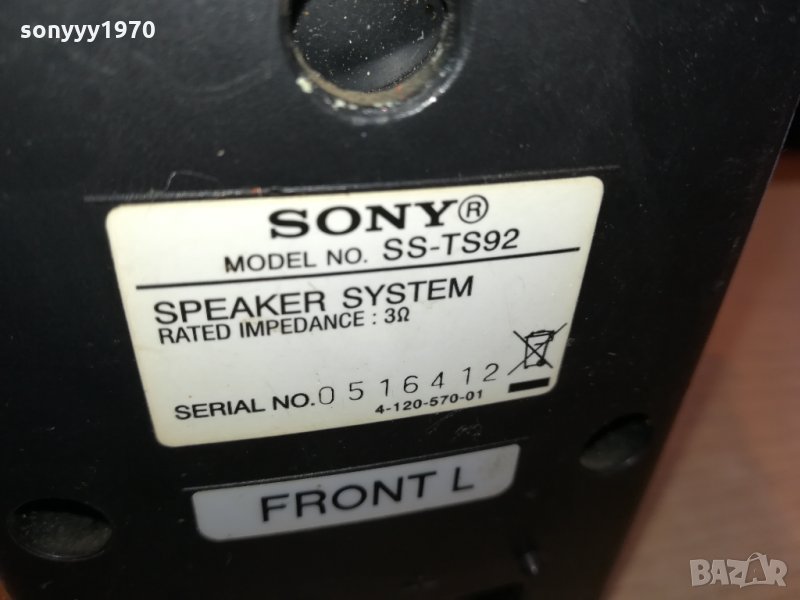 sonyyy1970
SONY®
MODEL NO. SS-TS92
SPEAKER SYSTEM
RATED IMPEDANCE : 3Ω
SERIAL NO. 0516412
4-120-570-01
FRONT L
BAZAR